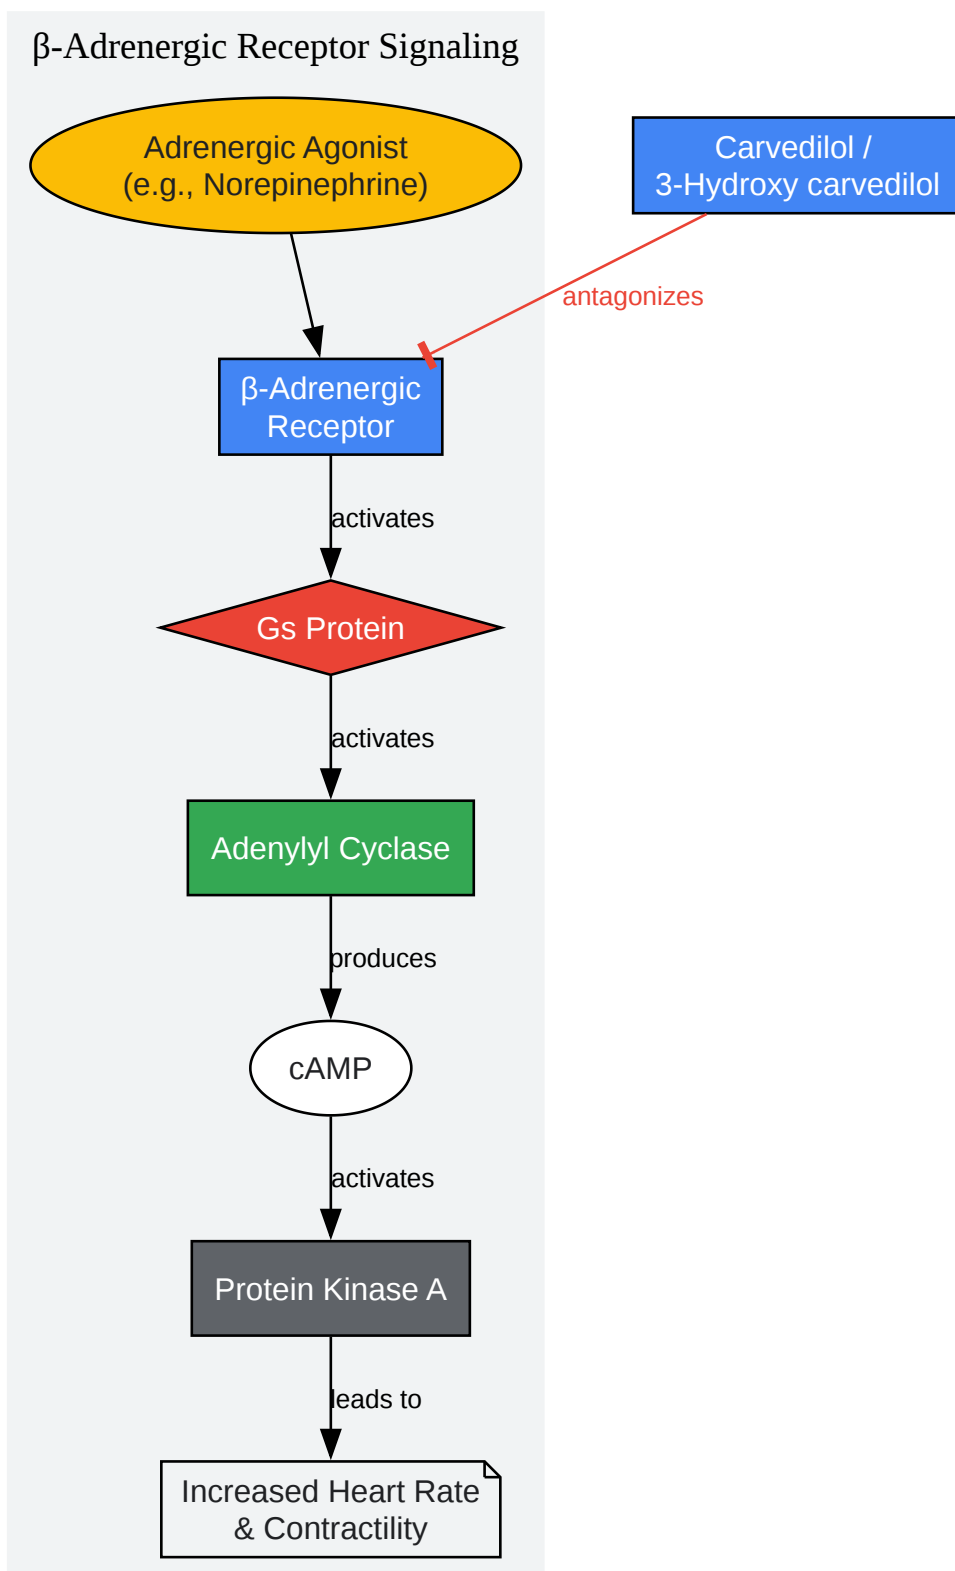 β-Adrenergic Receptor Signaling
Adrenergic Agonist
(e.g., Norepinephrine)
Carvedilol /
3-Hydroxy carvedilol
antagonizes
β-Adrenergic
Receptor
activates
Gs Protein
activates
Adenylyl Cyclase
produces
cAMP
activates
Protein Kinase A
leads to
Increased Heart Rate
& Contractility